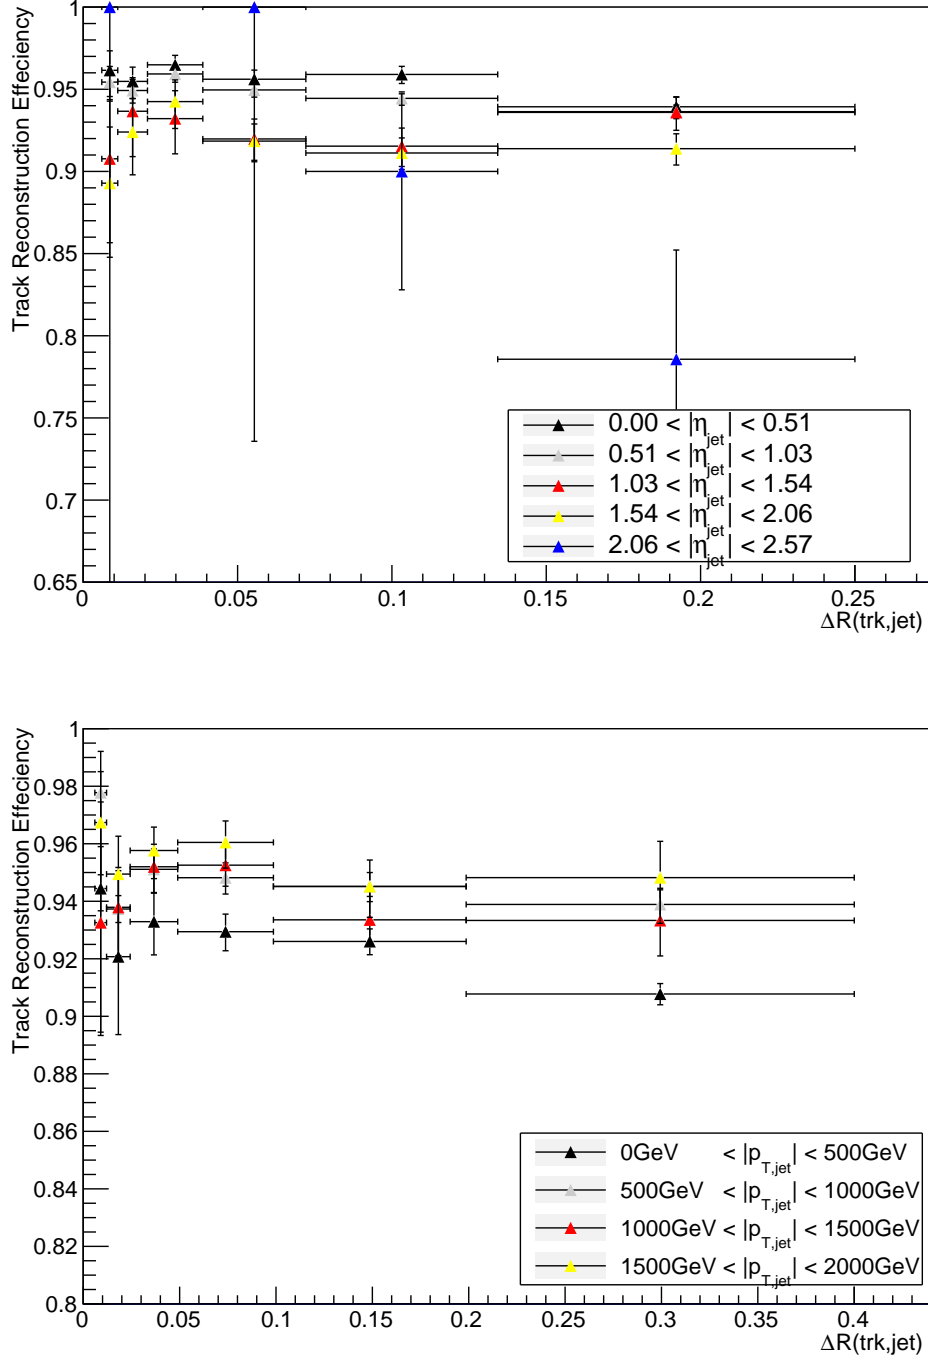 Track Reconstruction Effeciency
1
0.95
0.9
0.85
0.8
0.75
0.7
0.65
0.00 < |η_jet| < 0.51
0.51 < |η_jet| < 1.03
1.03 < |η_jet| < 1.54
1.54 < |η_jet| < 2.06
2.06 < |η_jet| < 2.57
0 0.05 0.1 0.15 0.2 0.25
ΔR(trk,jet)
Track Reconstruction Effeciency
1
0.98
0.96
0.94
0.92
0.9
0.88
0.86
0.84
0.82
0.8
0GeV < |p_T,jet| < 500GeV
500GeV < |p_T,jet| < 1000GeV
1000GeV < |p_T,jet| < 1500GeV
1500GeV < |p_T,jet| < 2000GeV
0 0.05 0.1 0.15 0.2 0.25 0.3 0.35 0.4
ΔR(trk,jet)